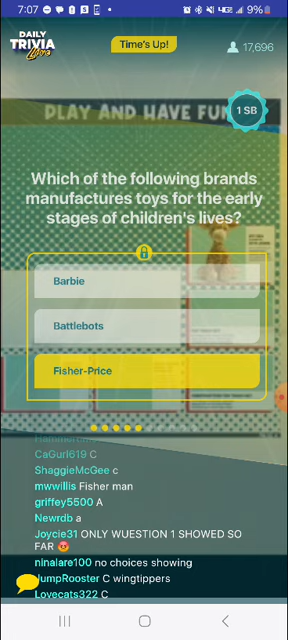 7:07
9%
DAILY
TRIVIA
Live
Time's Up!
17,696
PLAY AND HAVE FUN
1 SB
Which of the following brands
manufactures toys for the early
stages of children's lives?
Barbie
Battlebots
Fisher-Price
CaGurl619 C
ShaggieMcGee c
mwwillis Fisher man
griffey5500 A
Newrdb a
Joycie31 ONLY WUESTION 1 SHOWED SO
FAR 😡
ninalare100 no choices showing
JumpRooster C wingtippers
Lovecats322 C